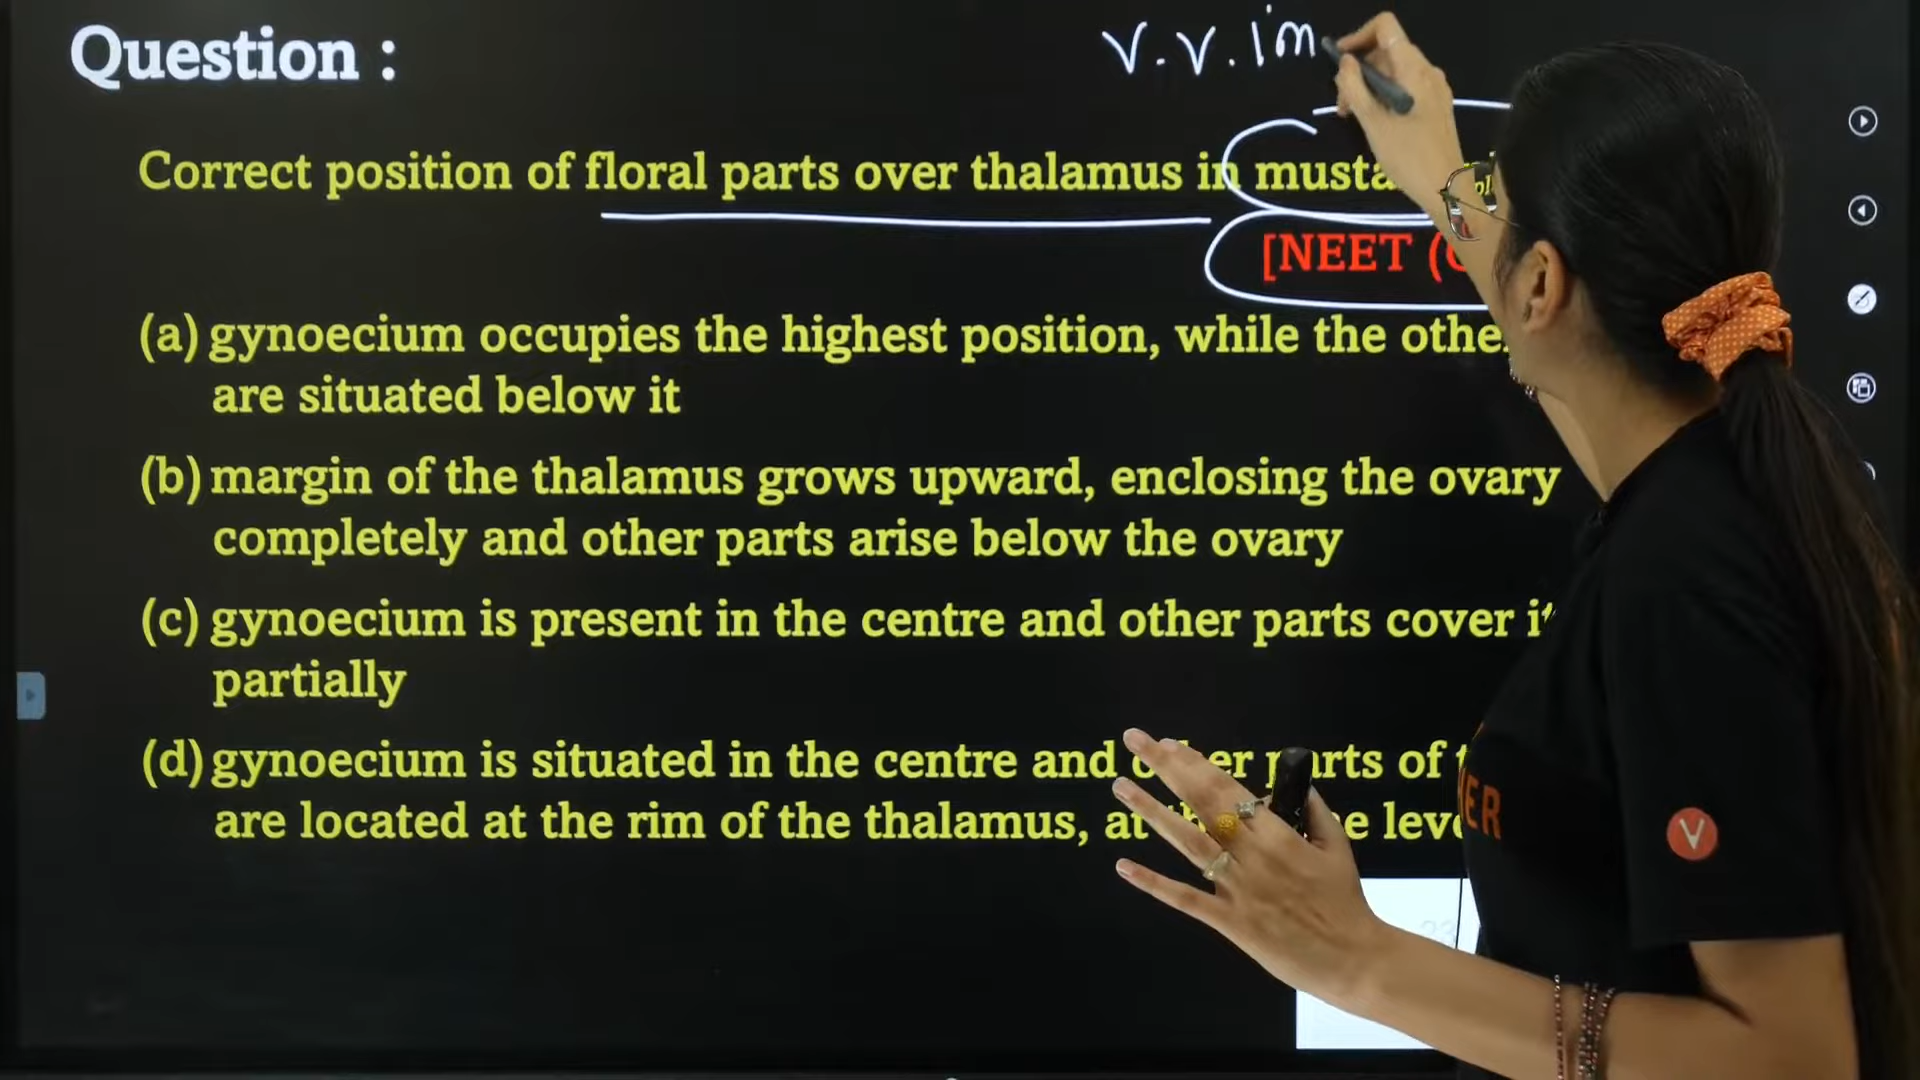 Question :
v.v.im
Correct position of floral parts over thalamus in
[NEET
(a) gynoecium occupies the highest position, while the
are situated below it
(b) margin of the thalamus grows upward, enclosing the ovary
completely and other parts arise below the ovary
(c) gynoecium is present in the centre and other parts cover
partially
(d) gynoecium is situated in the centre and parts of
are located at the rim of the thalamus, at
V